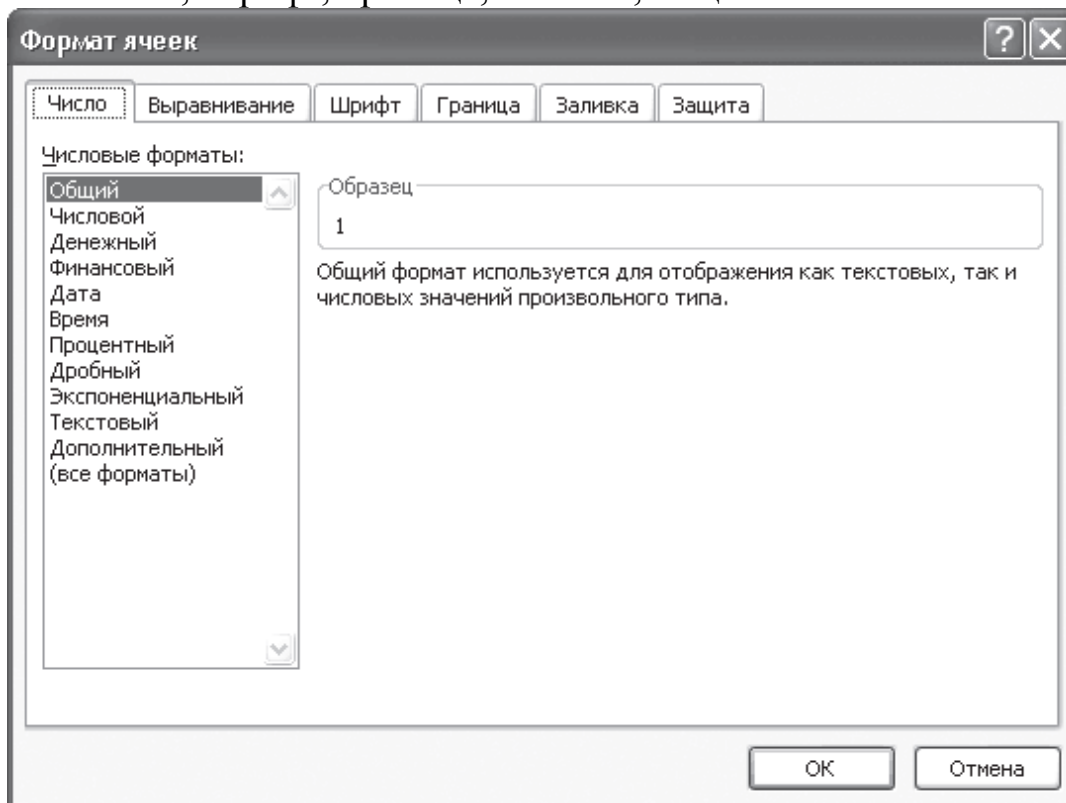 Формат ячеек
Число Выравнивание Шрифт Граница Заливка Защита
Числовые форматы:
Общий
Числовой
Денежный
Финансовый
Дата
Время
Процентный
Дробный
Экспоненциальный
Текстовый
Дополнительный
(все форматы)
Образец
1
Общий формат используется для отображения как текстовых, так и
числовых значений произвольного типа.
ОК Отмена